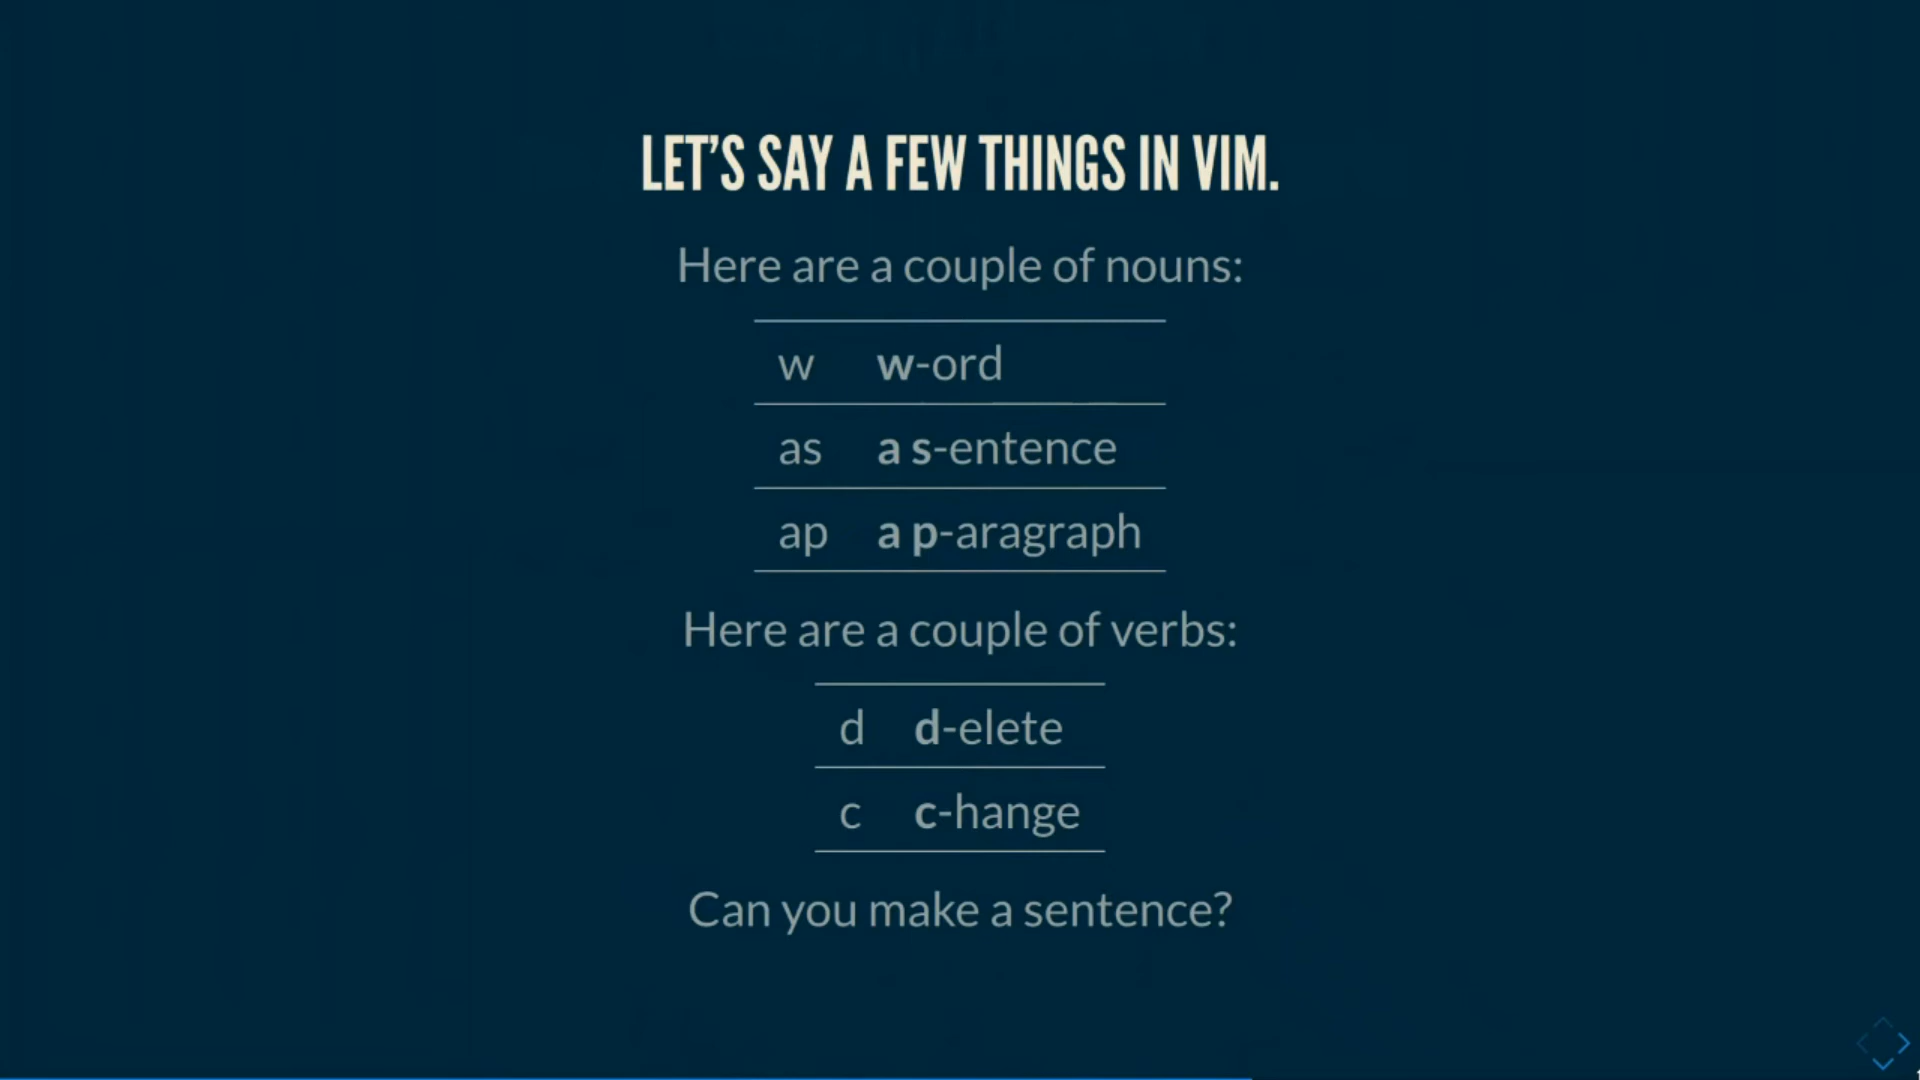 LET'S SAY A FEW THINGS IN VIM.
Here are a couple of nouns:
w w-ord
as a s-entence
ap a p-aragraph
Here are a couple of verbs:
d d-elete
c c-hange
Can you make a sentence?